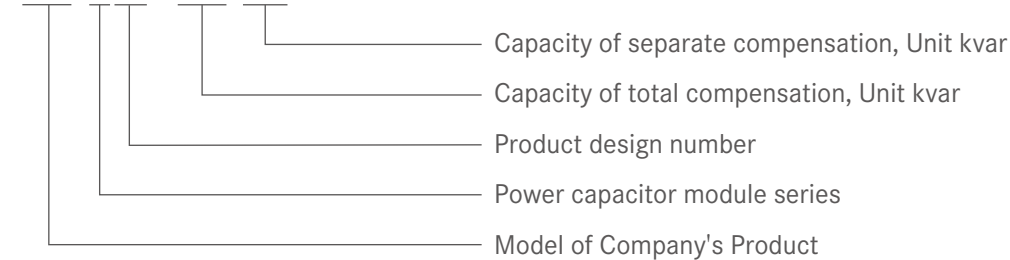 Capacity of separate compensation, Unit kvar
Capacity of total compensation, Unit kvar
Product design number
Power capacitor module series
Model of Company's Product